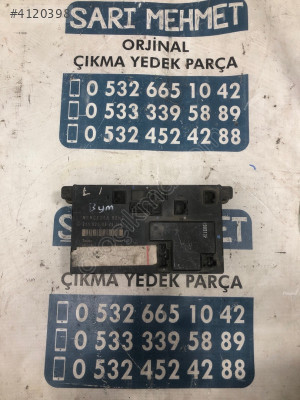 #4120398
SARI MEHMET
ORJİNAL
ÇIKMA YEDEK PARÇA
0 532 665 10 42
0 533 339 58 89
0 532 452 42 88
L 1
Bym
ÇIKMA YEDEK PARÇA
0 532 665 10 42
0 533 339 58 89
0 532 452 42 88